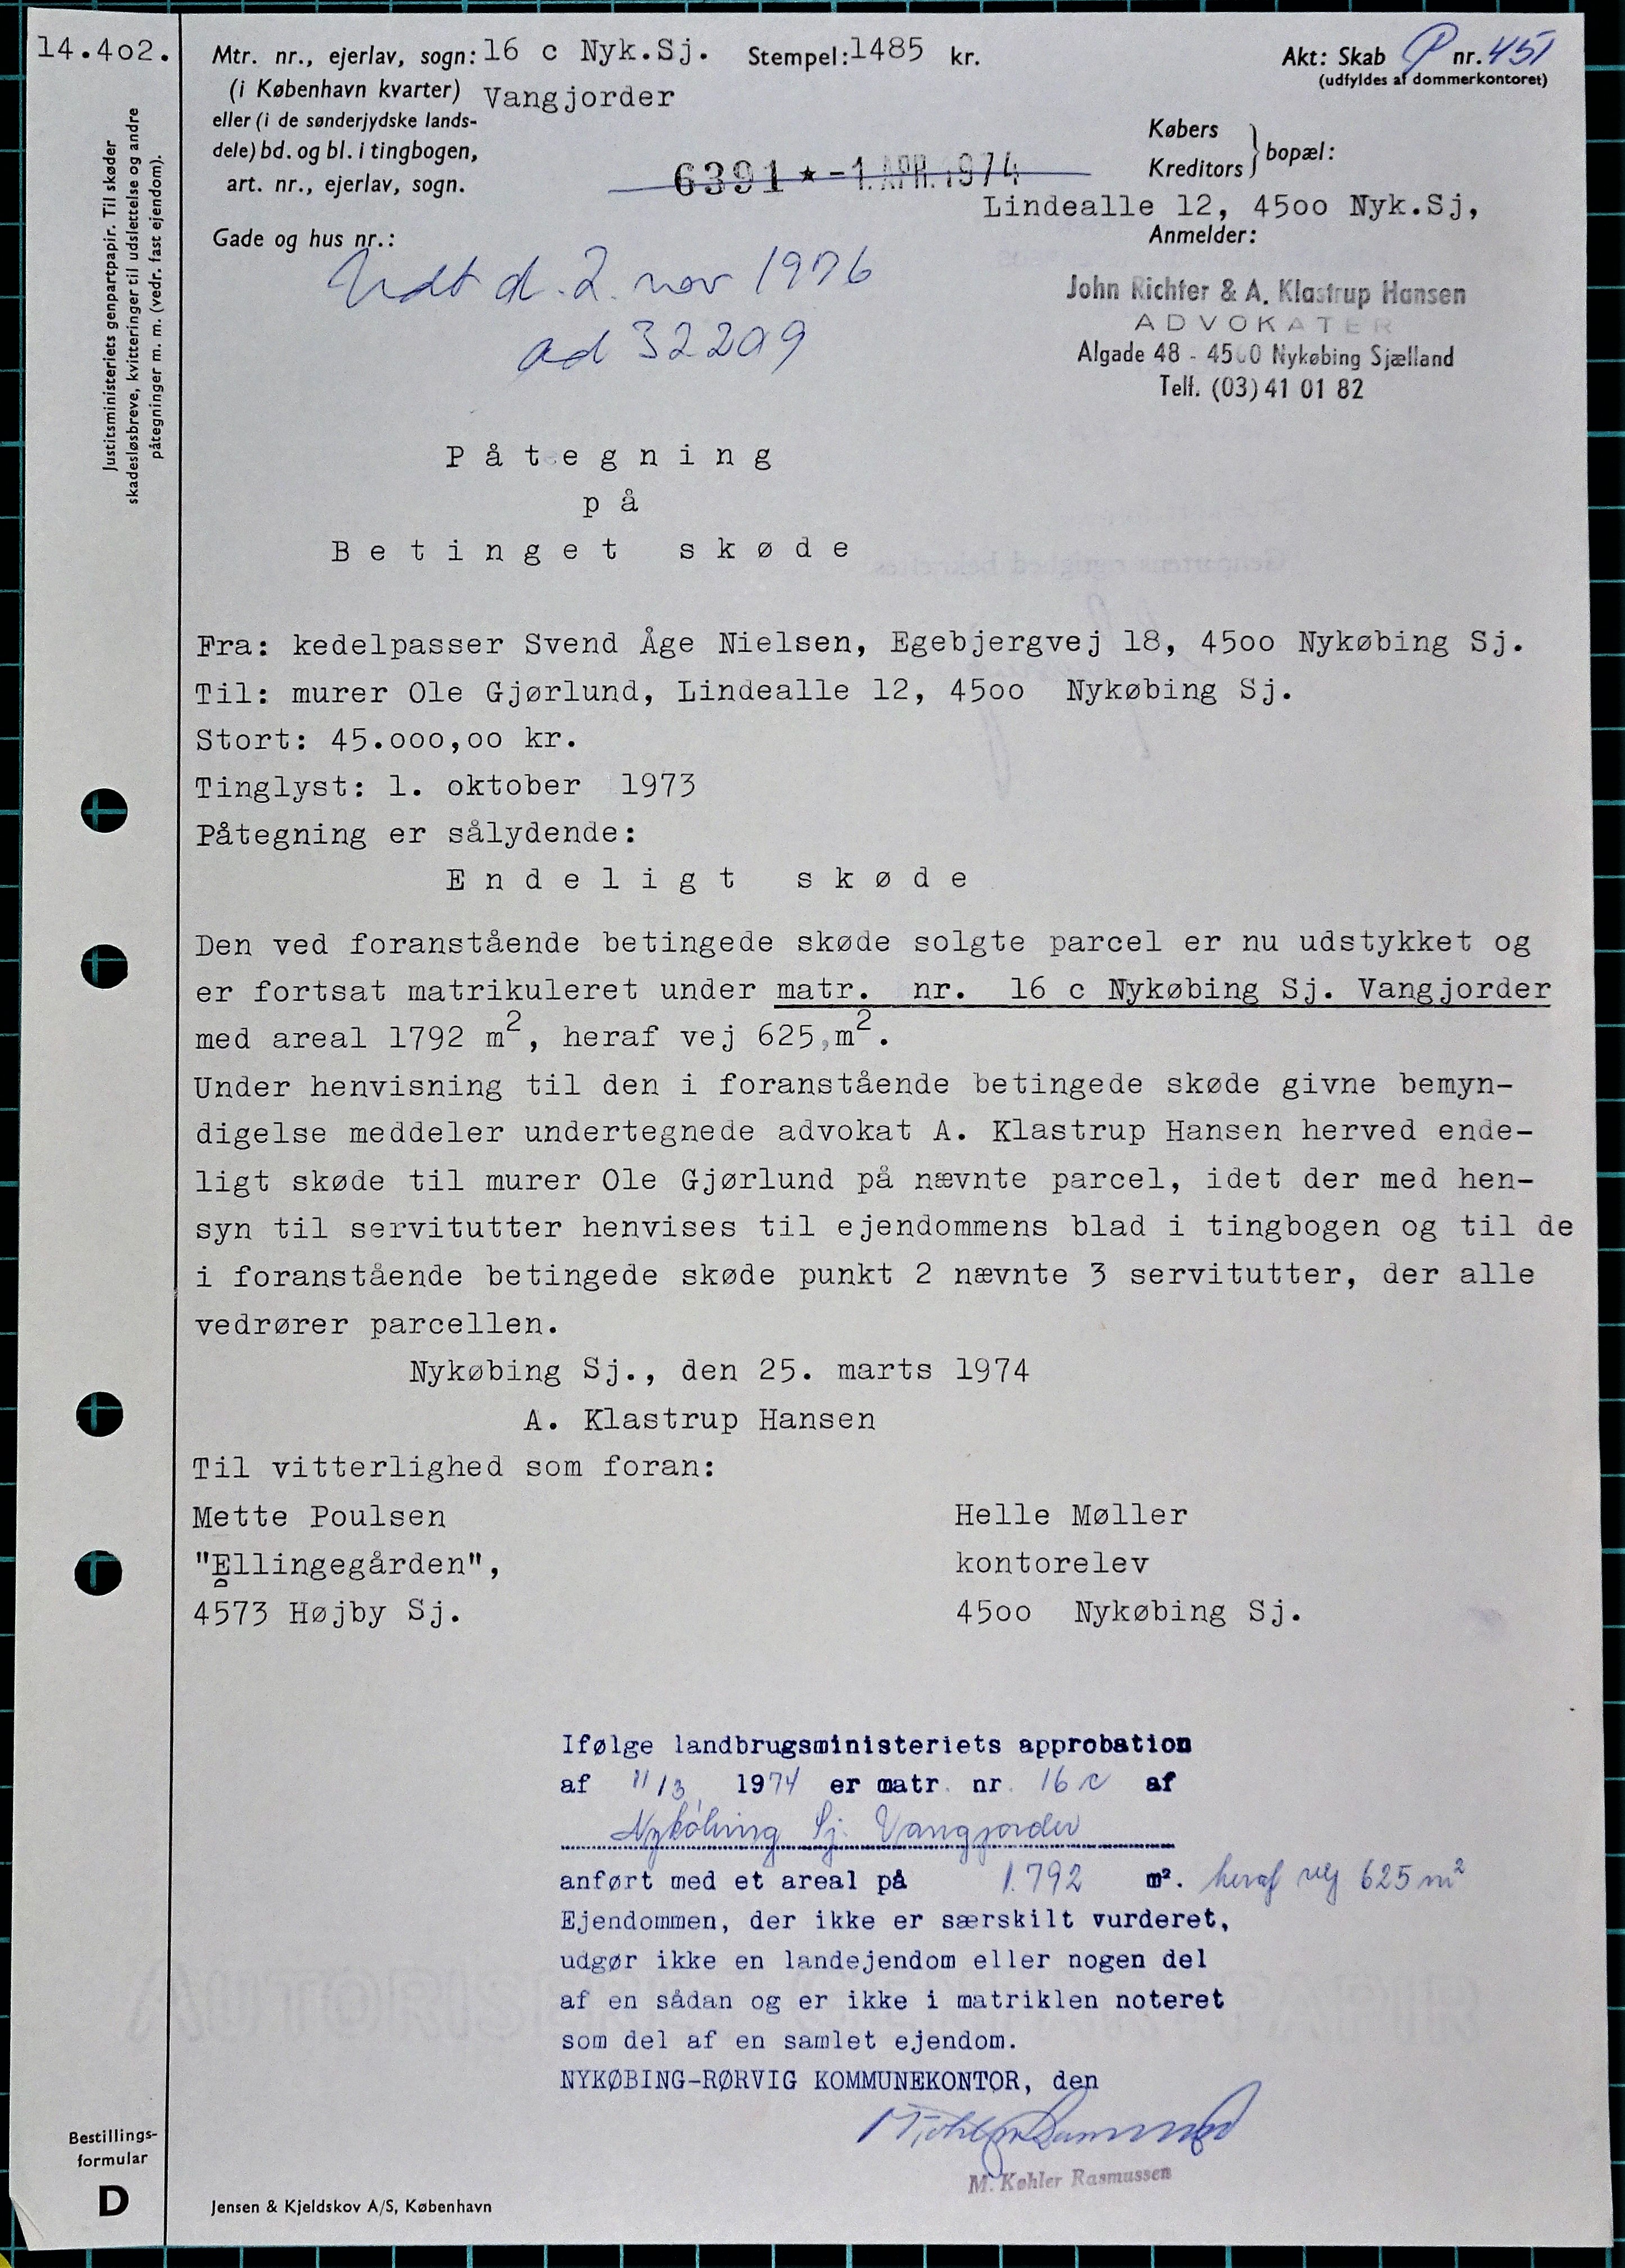 14.4o2.
Mtr. nr., ejerlav, sogn: 16 c Nyk.Sj. Stempel: 1485 kr.
Akt: Skab P nr. 451
(udfyldes af dommerkontoret)
(i København kvarter) Vangjorder
eller (i de sønderjydske lands-
dele) bd. og bl. i tingbogen,
art. nr., ejerlav, sogn.
6391 ★ -1.APR.1974
Købers
Kreditors } bopæl:
Lindealle 12, 45oo Nyk.Sj,
Gade og hus nr.:
Anmelder:
Udt d. 2. nov 1976
ad 32209
John Richter & A. Klastrup Hansen
ADVOKATER
Algade 48 - 4500 Nykøbing Sjælland
Telf. (03) 41 01 82
Justitsministeriets genpartpapir. Til skøder
skadesløsbreve, kvitteringer til udslettelse og andre
påtegninger m. m. (vedr. fast ejendom).
Påtegning
på
Betinget skøde
Fra: kedelpasser Svend Åge Nielsen, Egebjergvej 18, 45oo Nykøbing Sj.
Til: murer Ole Gjørlund, Lindealle 12, 45oo Nykøbing Sj.
Stort: 45.ooo,oo kr.
Tinglyst: 1. oktober 1973
Påtegning er sålydende:
Endeligt skøde
Den ved foranstående betingede skøde solgte parcel er nu udstykket og
er fortsat matrikuleret under matr. nr. 16 c Nykøbing Sj. Vangjorder
med areal 1792 m², heraf vej 625,m².
Under henvisning til den i foranstående betingede skøde givne bemyn-
digelse meddeler undertegnede advokat A. Klastrup Hansen herved ende-
ligt skøde til murer Ole Gjørlund på nævnte parcel, idet der med hen-
syn til servitutter henvises til ejendommens blad i tingbogen og til de
i foranstående betingede skøde punkt 2 nævnte 3 servitutter, der alle
vedrører parcellen.
Nykøbing Sj., den 25. marts 1974
A. Klastrup Hansen
Til vitterlighed som foran:
Mette Poulsen Helle Møller
"Ellingegården", kontorelev
4573 Højby Sj. 45oo Nykøbing Sj.
Ifølge landbrugsministeriets approbation
af 11/3 1974 er matr. nr. 16 c af
Nykøbing Sj. Vangjorder
anført med et areal på 1.792 m². heraf vej 625 m²
Ejendommen, der ikke er særskilt vurderet,
udgør ikke en landejendom eller nogen del
af en sådan og er ikke i matriklen noteret
som del af en samlet ejendom.
NYKØBING-RØRVIG KOMMUNEKONTOR, den
M. Køhler Rasmussen
Bestillings-
formular
D
Jensen & Kjeldskov A/S, København